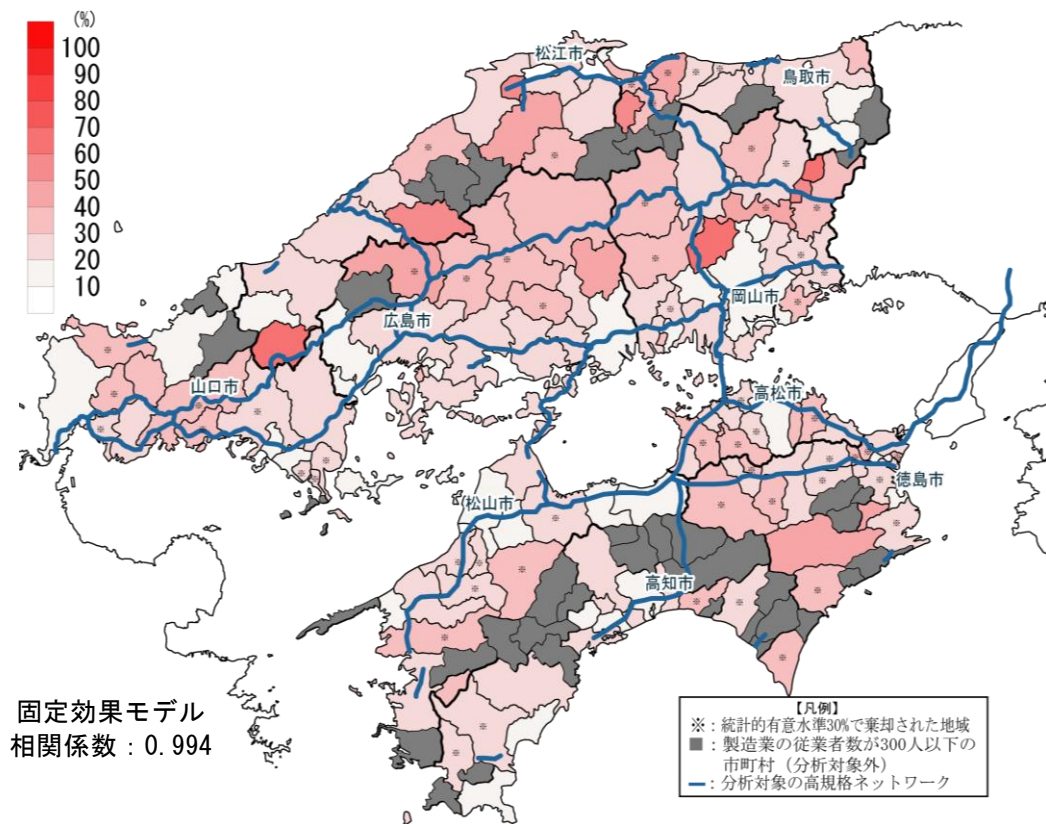 (%)
100
90
80
70
60
50
40
30
20
10
松江市
鳥取市
岡山市
広島市
山口市
高松市
徳島市
松山市
高知市
固定効果モデル
相関係数：0.994
【凡例】
※：統計的有意水準30%で棄却された地域
■：製造業の従業者数が300人以下の
市町村（分析対象外）
━：分析対象の高規格ネットワーク